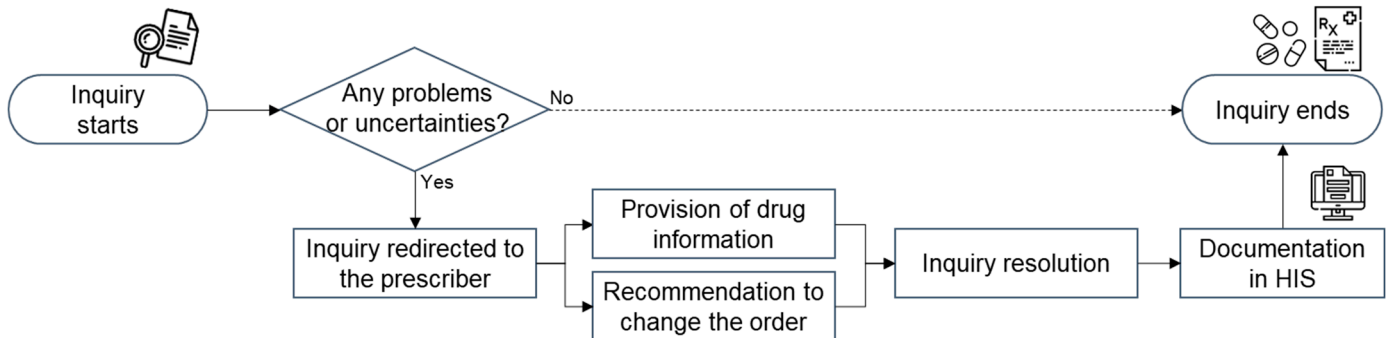 Inquiry
starts
Any problems
or uncertainties?
No
Yes
Inquiry redirected to
the prescriber
Provision of drug
information
Recommendation to
change the order
Inquiry resolution
Documentation
in HIS
Inquiry ends
Rx